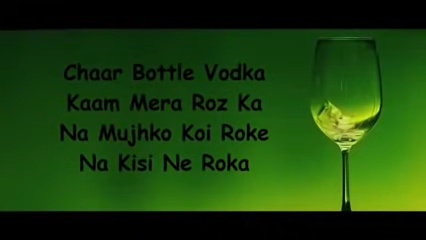 Chaar Bottle Vodka
Kaam Mera Roz Ka
Na Mujhko Koi Roke
Na Kisi Ne Roka